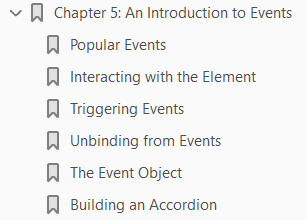 Chapter 5: An Introduction to Events
Popular Events
Interacting with the Element
Triggering Events
Unbinding from Events
The Event Object
Building an Accordion